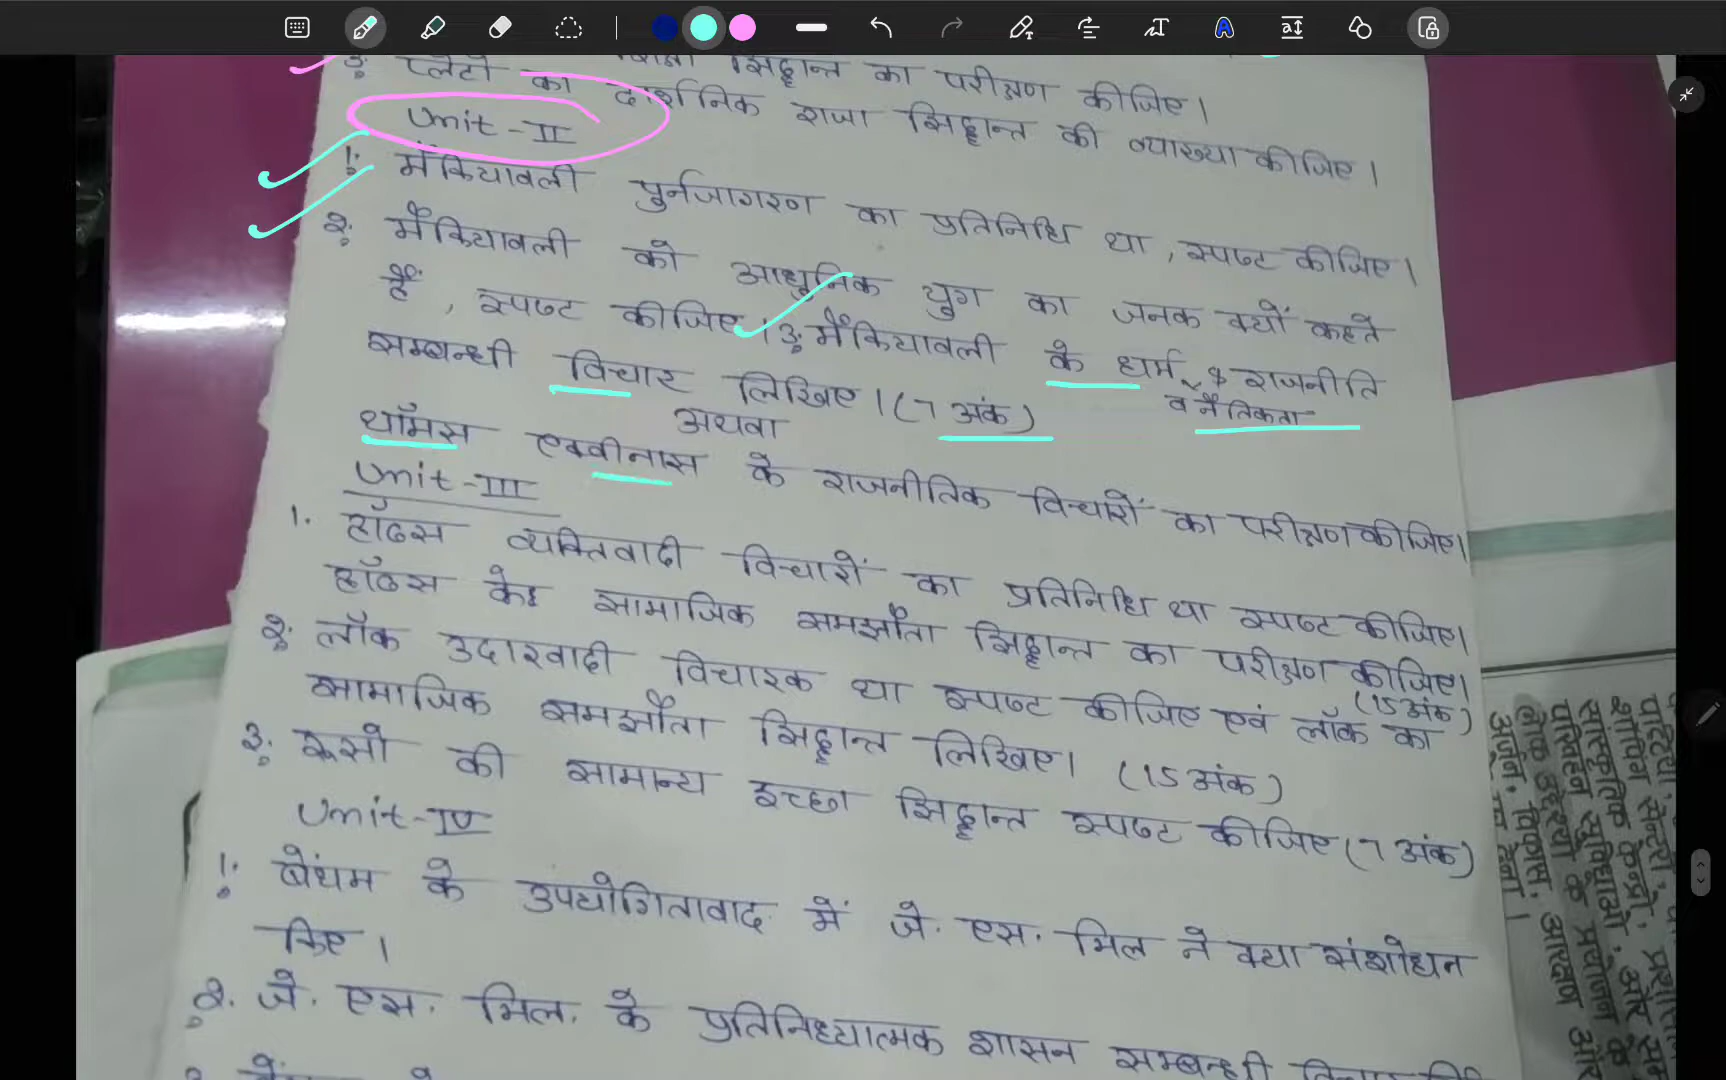 सिद्धान्त का परीक्षण कीजिए।
3. प्लेटो का दार्शनिक राजा सिद्धान्त की व्याख्या कीजिए।
Unit-II
1. मैकियावली पुर्नजागरण का प्रतिनिधि था, स्पष्ट कीजिए।
2. मैकियावली को आधुनिक युग का जनक क्यों कहते
हैं, स्पष्ट कीजिए। 3. मैकियावली के धर्म, राजनीति
व नैतिकता
सम्बन्धी विचार लिखिए। (7 अंक)
अथवा
थॉमस एक्वीनास के राजनीतिक विचारों का परीक्षण कीजिए।
Unit-III
1. हॉब्स व्यक्तिवादी विचारों का प्रतिनिधि था स्पष्ट कीजिए।
हॉब्स के सामाजिक समझौता सिद्धान्त का परीक्षण कीजिए।
(15 अंक)
2. लॉक उदारवादी विचारक था स्पष्ट कीजिए एवं लॉक का
सामाजिक समझौता सिद्धान्त लिखिए। (15 अंक)
3. रूसो की सामान्य इच्छा सिद्धान्त स्पष्ट कीजिए (7 अंक)
Unit-IV
1. बेंथम के उपयोगितावाद में जे. एस. मिल ने क्या संशोधन
किए।
2. जे. एस. मिल. के प्रतिनिध्यात्मक शासन सम्बन्धी